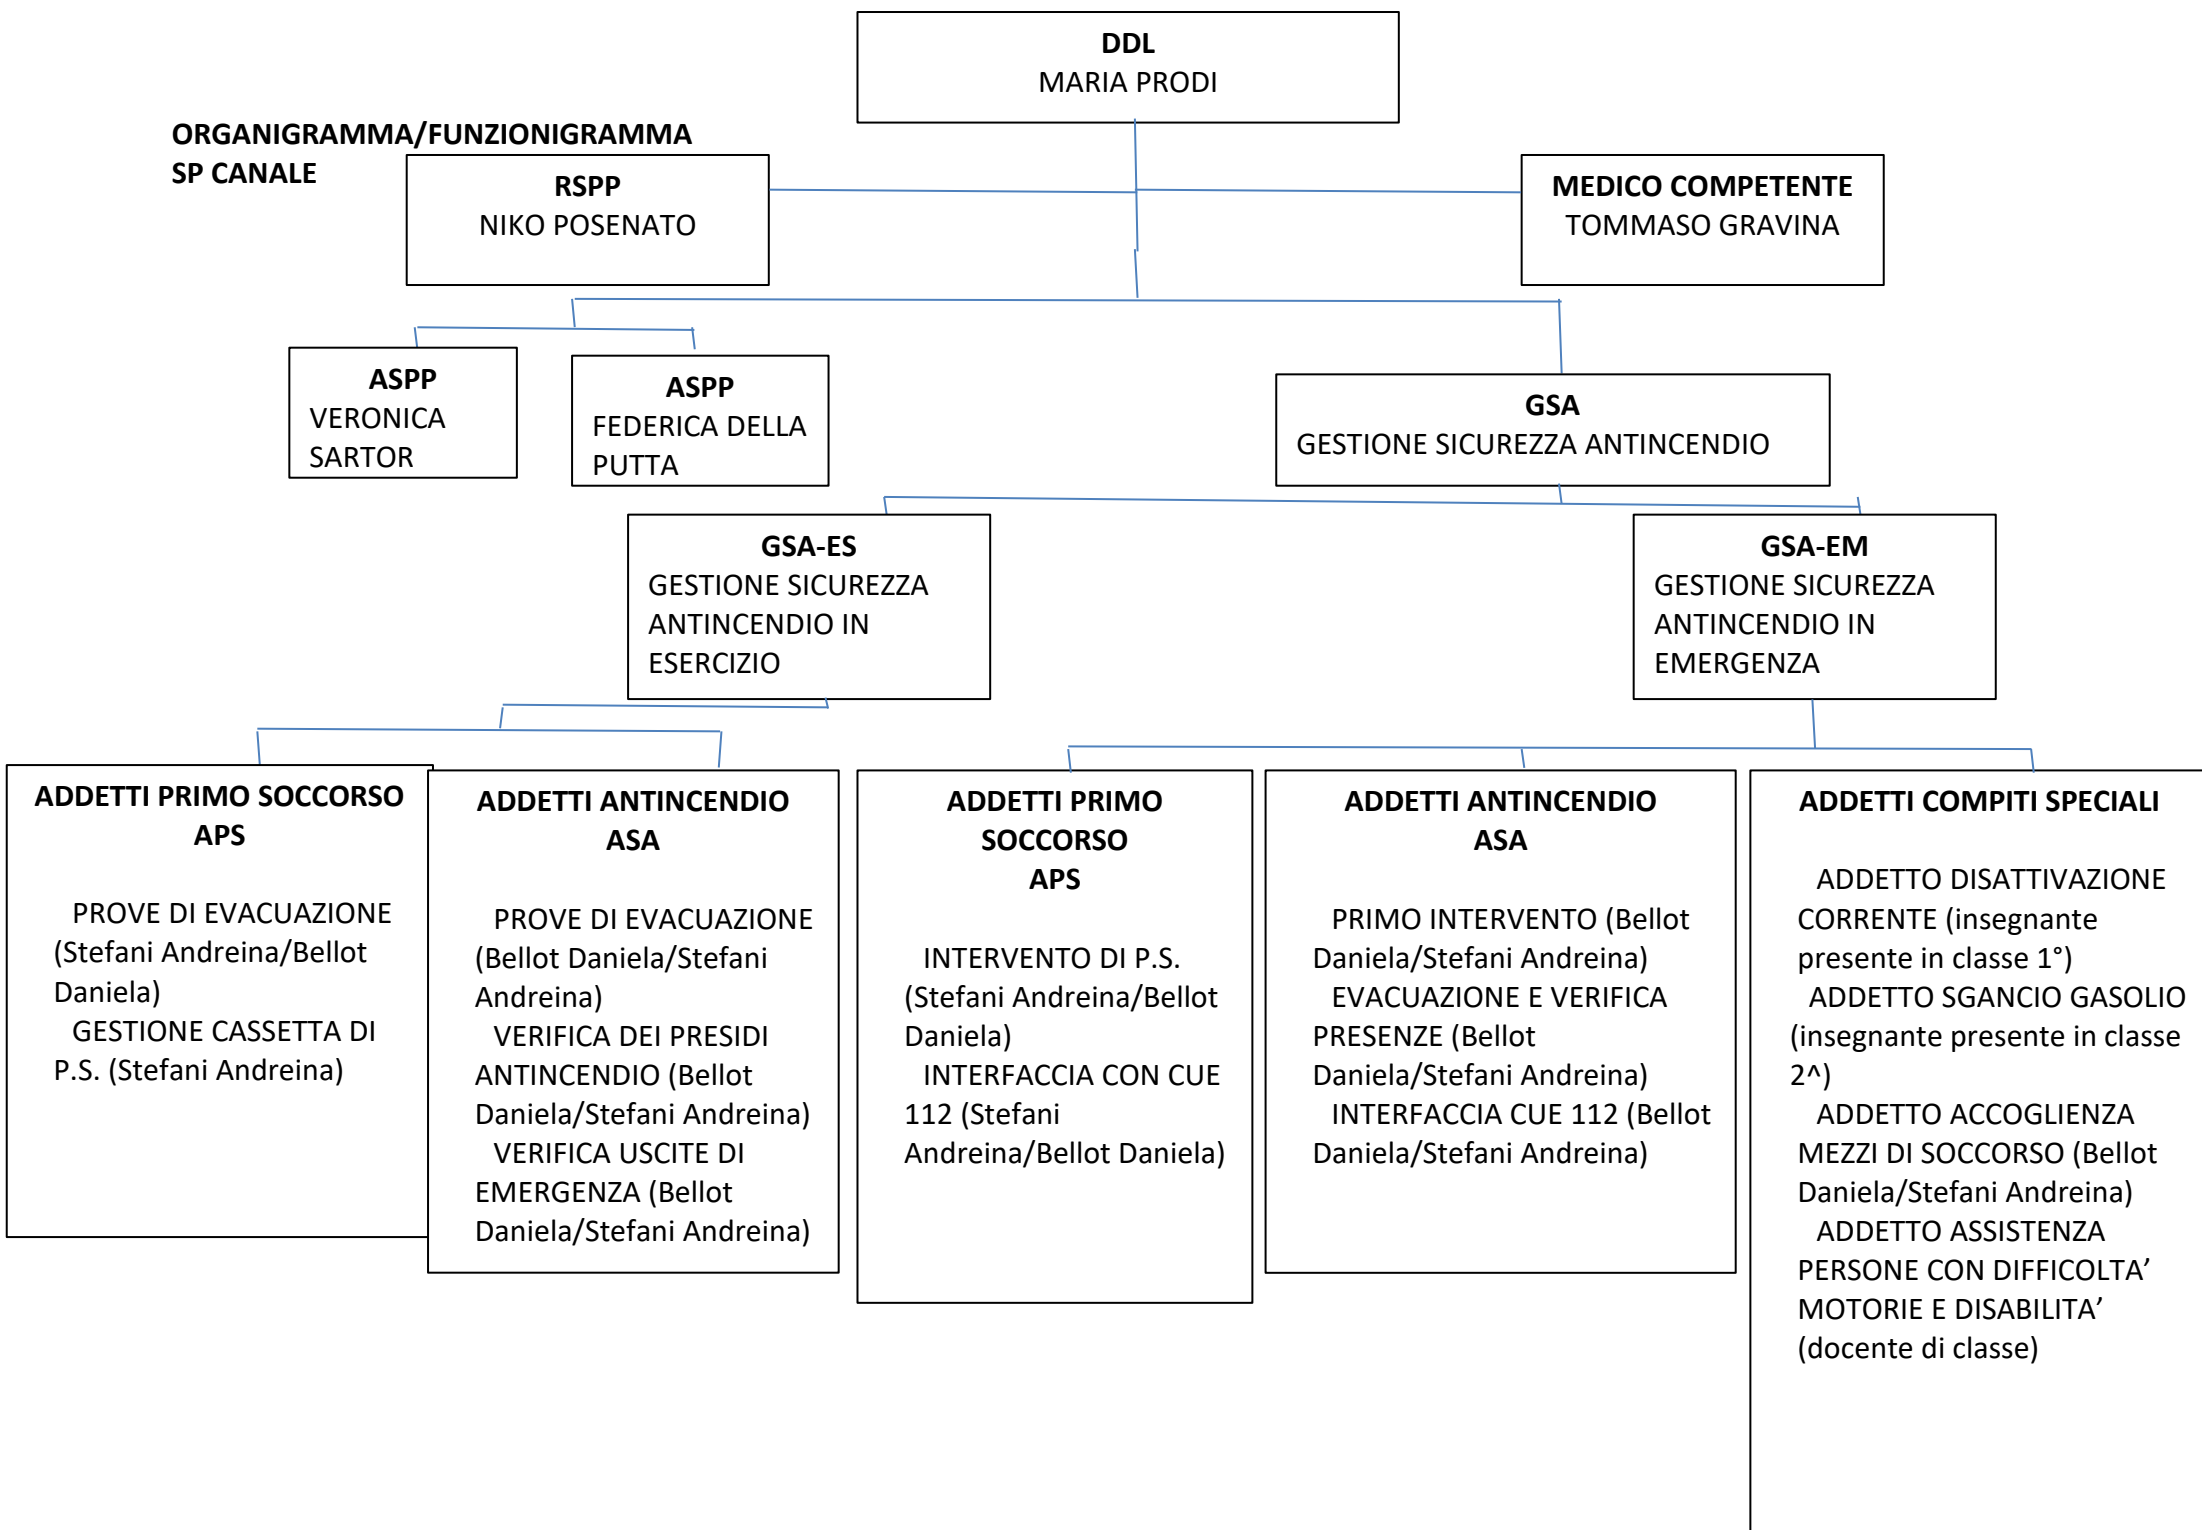 DDL
MARIA PRODI
ORGANIGRAMMA/FUNZIONIGRAMMA
SP CANALE
RSPP
NIKO POSENATO
MEDICO COMPETENTE
TOMMASO GRAVINA
ASPP
VERONICA
SARTOR
ASPP
FEDERICA DELLA
PUTTA
GSA
GESTIONE SICUREZZA ANTINCENDIO
GSA-ES
GESTIONE SICUREZZA
ANTINCENDIO IN
ESERCIZIO
GSA-EM
GESTIONE SICUREZZA
ANTINCENDIO IN
EMERGENZA
ADDETTI PRIMO SOCCORSO
APS
PROVE DI EVACUAZIONE
(Stefani Andreina/Bellot
Daniela)
GESTIONE CASSETTA DI
P.S. (Stefani Andreina)
ADDETTI ANTINCENDIO
ASA
PROVE DI EVACUAZIONE
(Bellot Daniela/Stefani
Andreina)
VERIFICA DEI PRESIDI
ANTINCENDIO (Bellot
Daniela/Stefani Andreina)
VERIFICA USCITE DI
EMERGENZA (Bellot
Daniela/Stefani Andreina)
ADDETTI PRIMO
SOCCORSO
APS
INTERVENTO DI P.S.
(Stefani Andreina/Bellot
Daniela)
INTERFACCIA CON CUE
112 (Stefani
Andreina/Bellot Daniela)
ADDETTI ANTINCENDIO
ASA
PRIMO INTERVENTO (Bellot
Daniela/Stefani Andreina)
EVACUAZIONE E VERIFICA
PRESENZE (Bellot
Daniela/Stefani Andreina)
INTERFACCIA CUE 112 (Bellot
Daniela/Stefani Andreina)
ADDETTI COMPITI SPECIALI
ADDETTO DISATTIVAZIONE
CORRENTE (insegnante
presente in classe 1°)
ADDETTO SGANCIO GASOLIO
(insegnante presente in classe
2^)
ADDETTO ACCOGLIENZA
MEZZI DI SOCCORSO (Bellot
Daniela/Stefani Andreina)
ADDETTO ASSISTENZA
PERSONE CON DIFFICOLTA’
MOTORIE E DISABILITA’
(docente di classe)